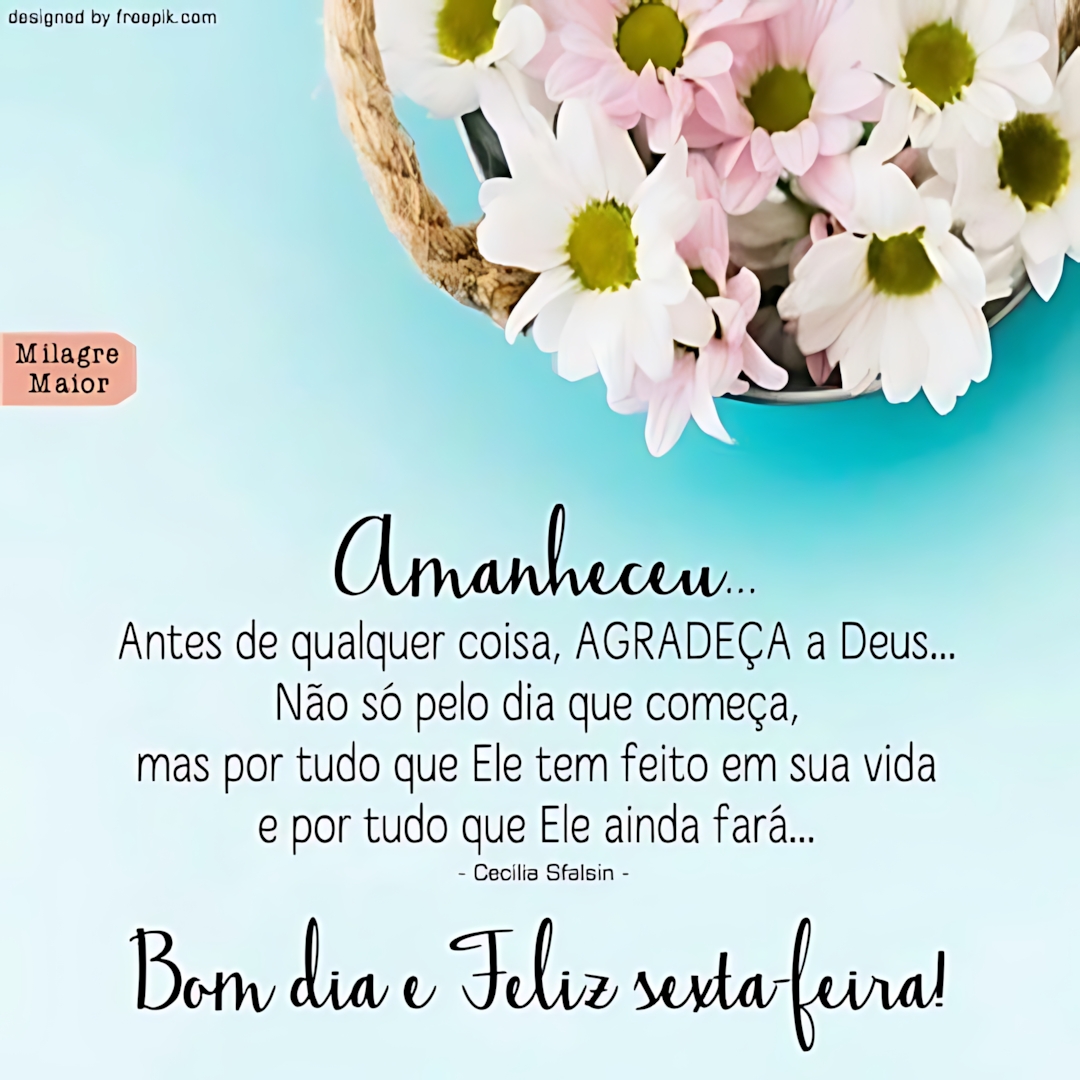 designed by freepik.com
Milagre
Maior
Amanheceu...
Antes de qualquer coisa, AGRADEÇA a Deus...
Não só pelo dia que começa,
mas por tudo que Ele tem feito em sua vida
e por tudo que Ele ainda fará...
- Cecília Sfalsin -
Bom dia e Feliz sexta-feira!